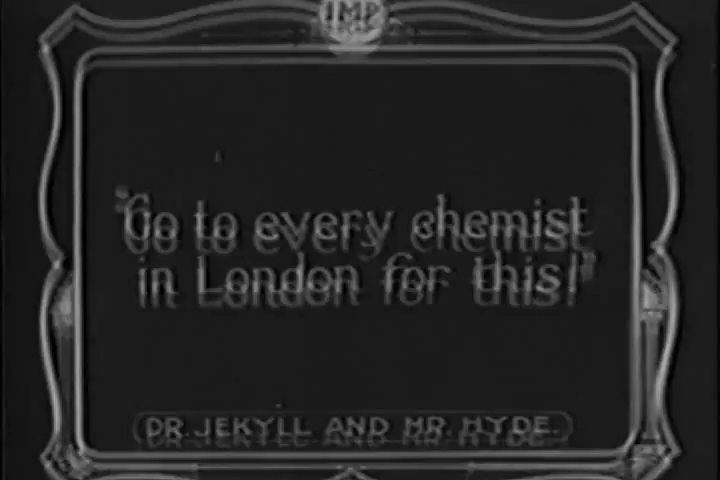 IMP
"Go to every chemist
in London for this!"
DR. JEKYLL AND MR. HYDE.